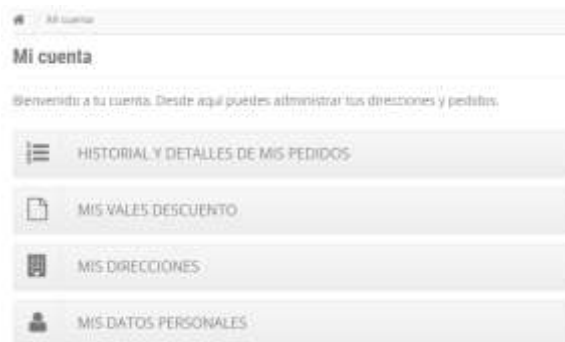 Mi cuenta
Mi cuenta
Bienvenido a tu cuenta. Desde aquí puedes administrar tus direcciones y pedidos.
HISTORIAL Y DETALLES DE MIS PEDIDOS
MIS VALES DESCUENTO
MIS DIRECCIONES
MIS DATOS PERSONALES